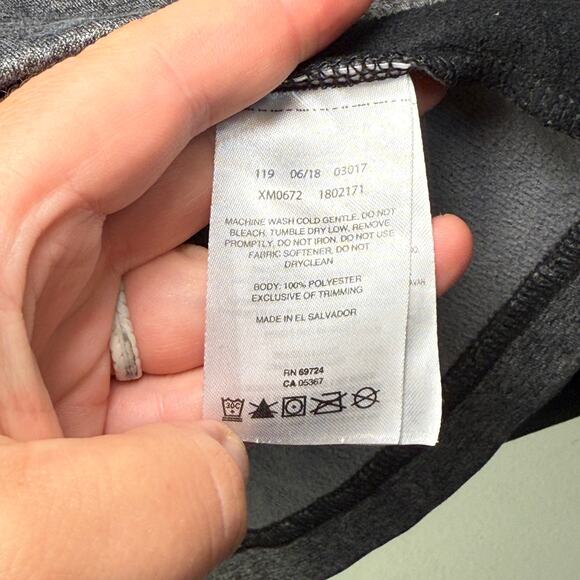 119 06/18 03017
XM0672 1802171
MACHINE WASH COLD GENTLE, DO NOT
BLEACH, TUMBLE DRY LOW, REMOVE
PROMPTLY, DO NOT IRON, DO NOT USE
FABRIC SOFTENER, DO NOT
DRYCLEAN
BODY: 100% POLYESTER
EXCLUSIVE OF TRIMMING
MADE IN EL SALVADOR
RN 69724
CA 05367
30C